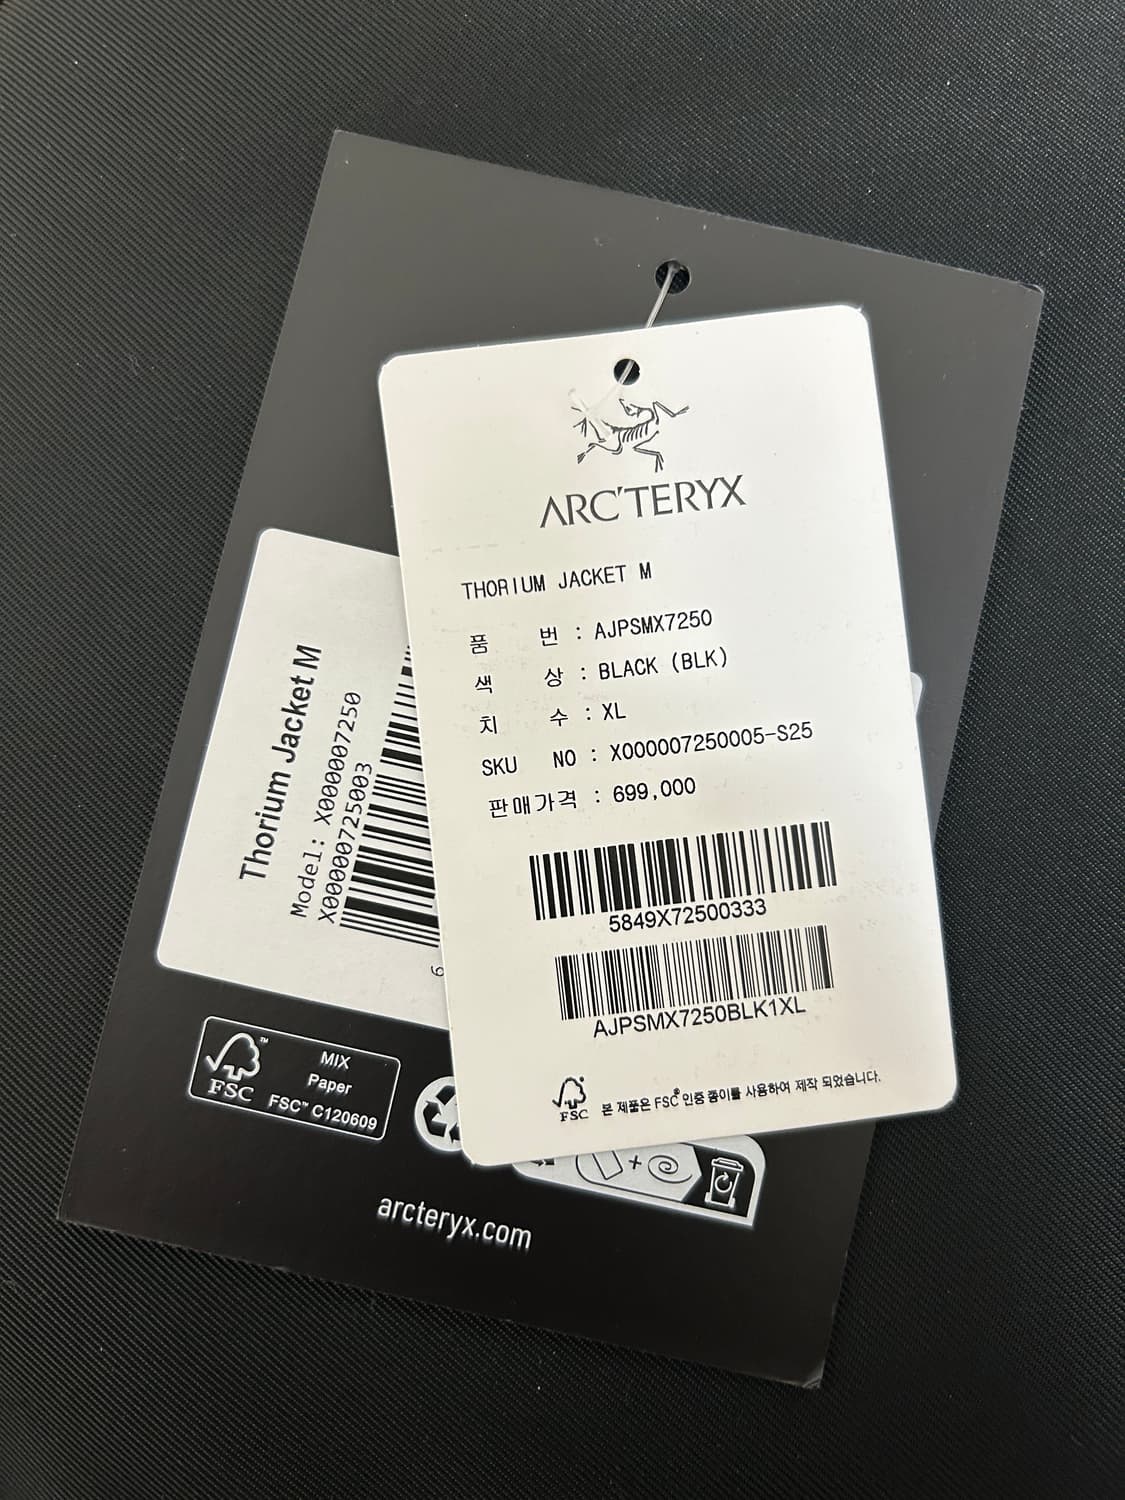 ARC'TERYX
THORIUM JACKET M
품 번 : AJPSMX7250
색 상 : BLACK (BLK)
치 수 : XL
SKU NO : X000007250005-S25
판매가격 : 699,000
5849X72500333
AJPSMX7250BLK1XL
FSC 본 제품은 FSC® 인증 종이를 사용하여 제작 되었습니다.
Thorium Jacket M
Model: X000007250
X00000725003
6
FSC™
MIX
Paper
FSC™ C120609
arcteryx.com